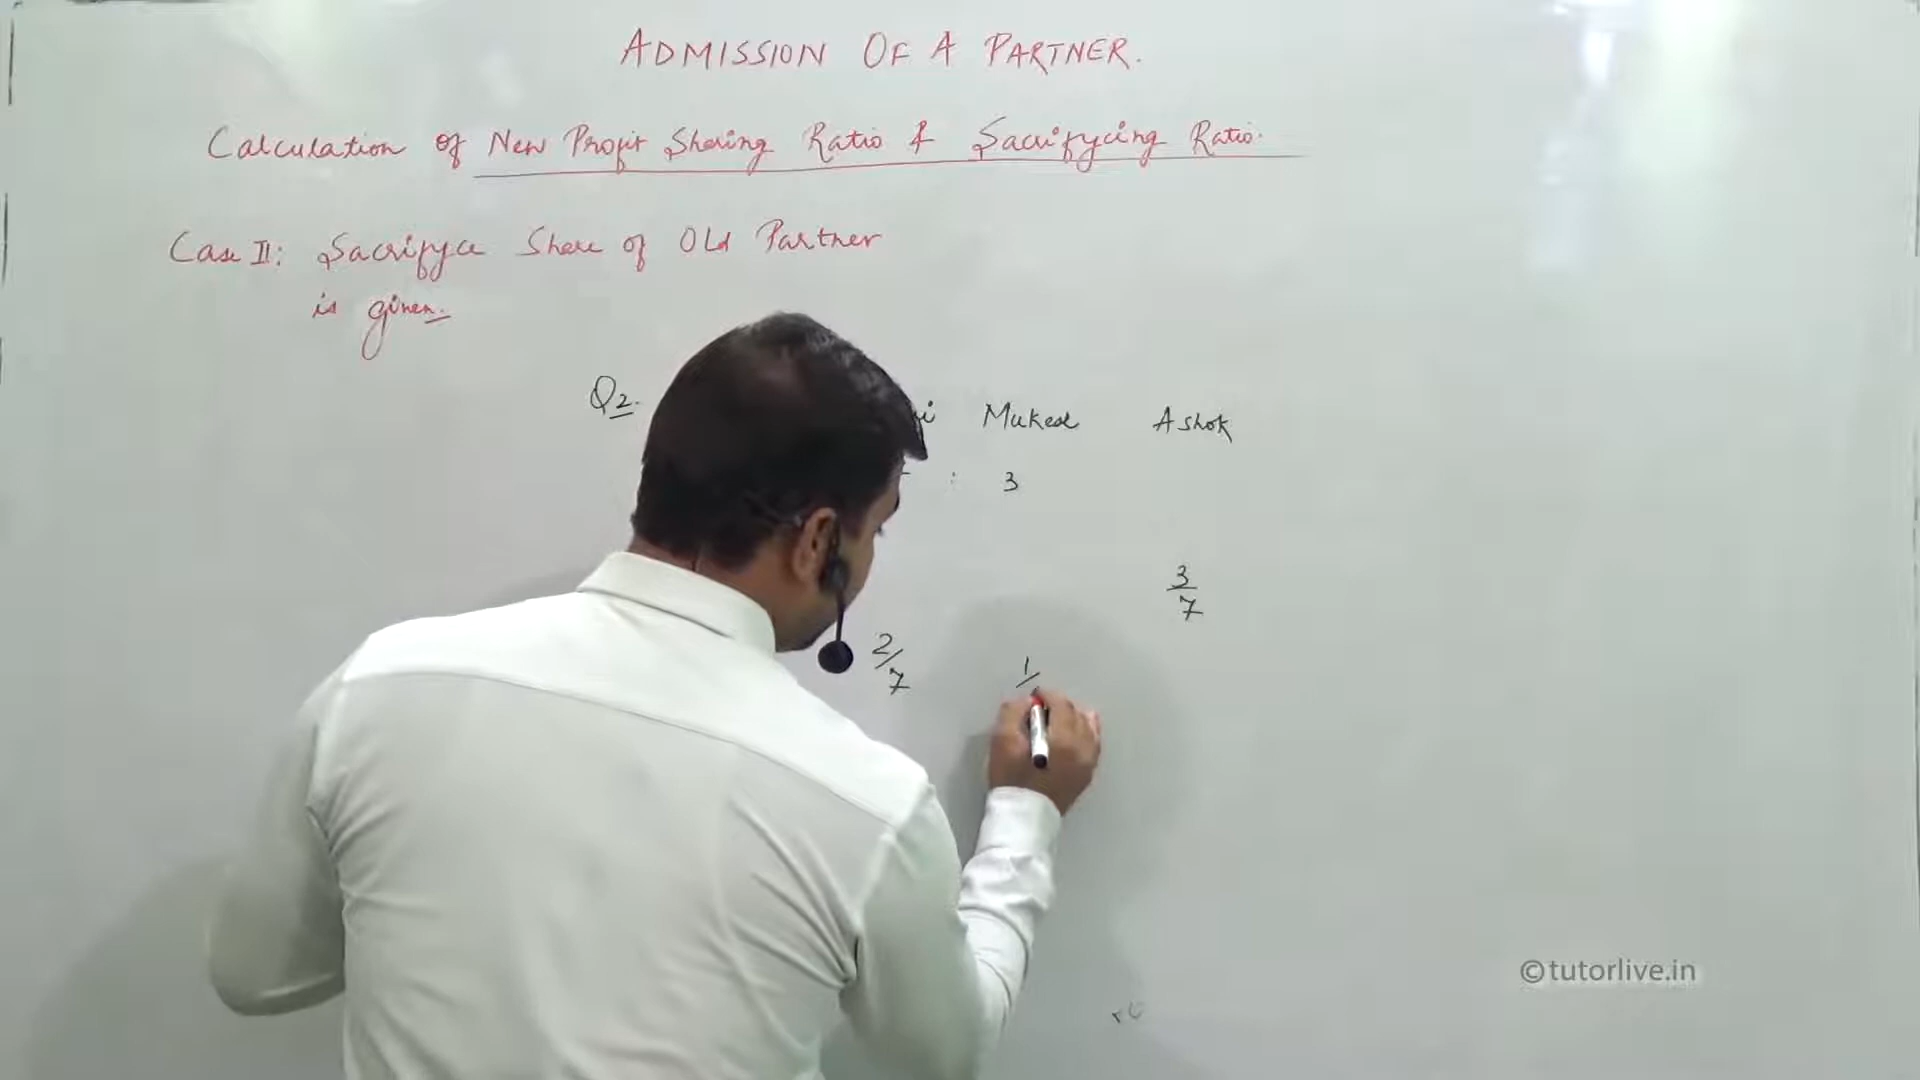 ADMISSION OF A PARTNER.
Calculation of New Profit Sharing Ratio & Sacrifycing Ratio.
Case II: Sacrifyce Share of Old Partner
is given.
Q2. Mukesh Ashok
: 3
3/7
2/7 1/
©tutorlive.in